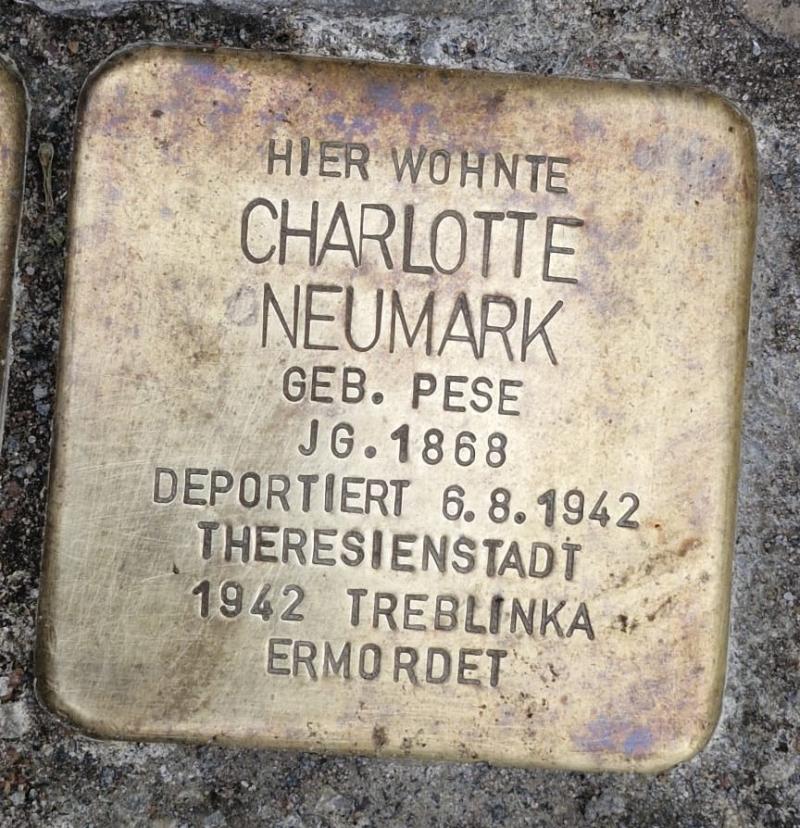 HIER WOHNTE
CHARLOTTE
NEUMARK
GEB. PESE
JG. 1868
DEPORTIERT 6.8.1942
THERESIENSTADT
1942 TREBLINKA
ERMORDET